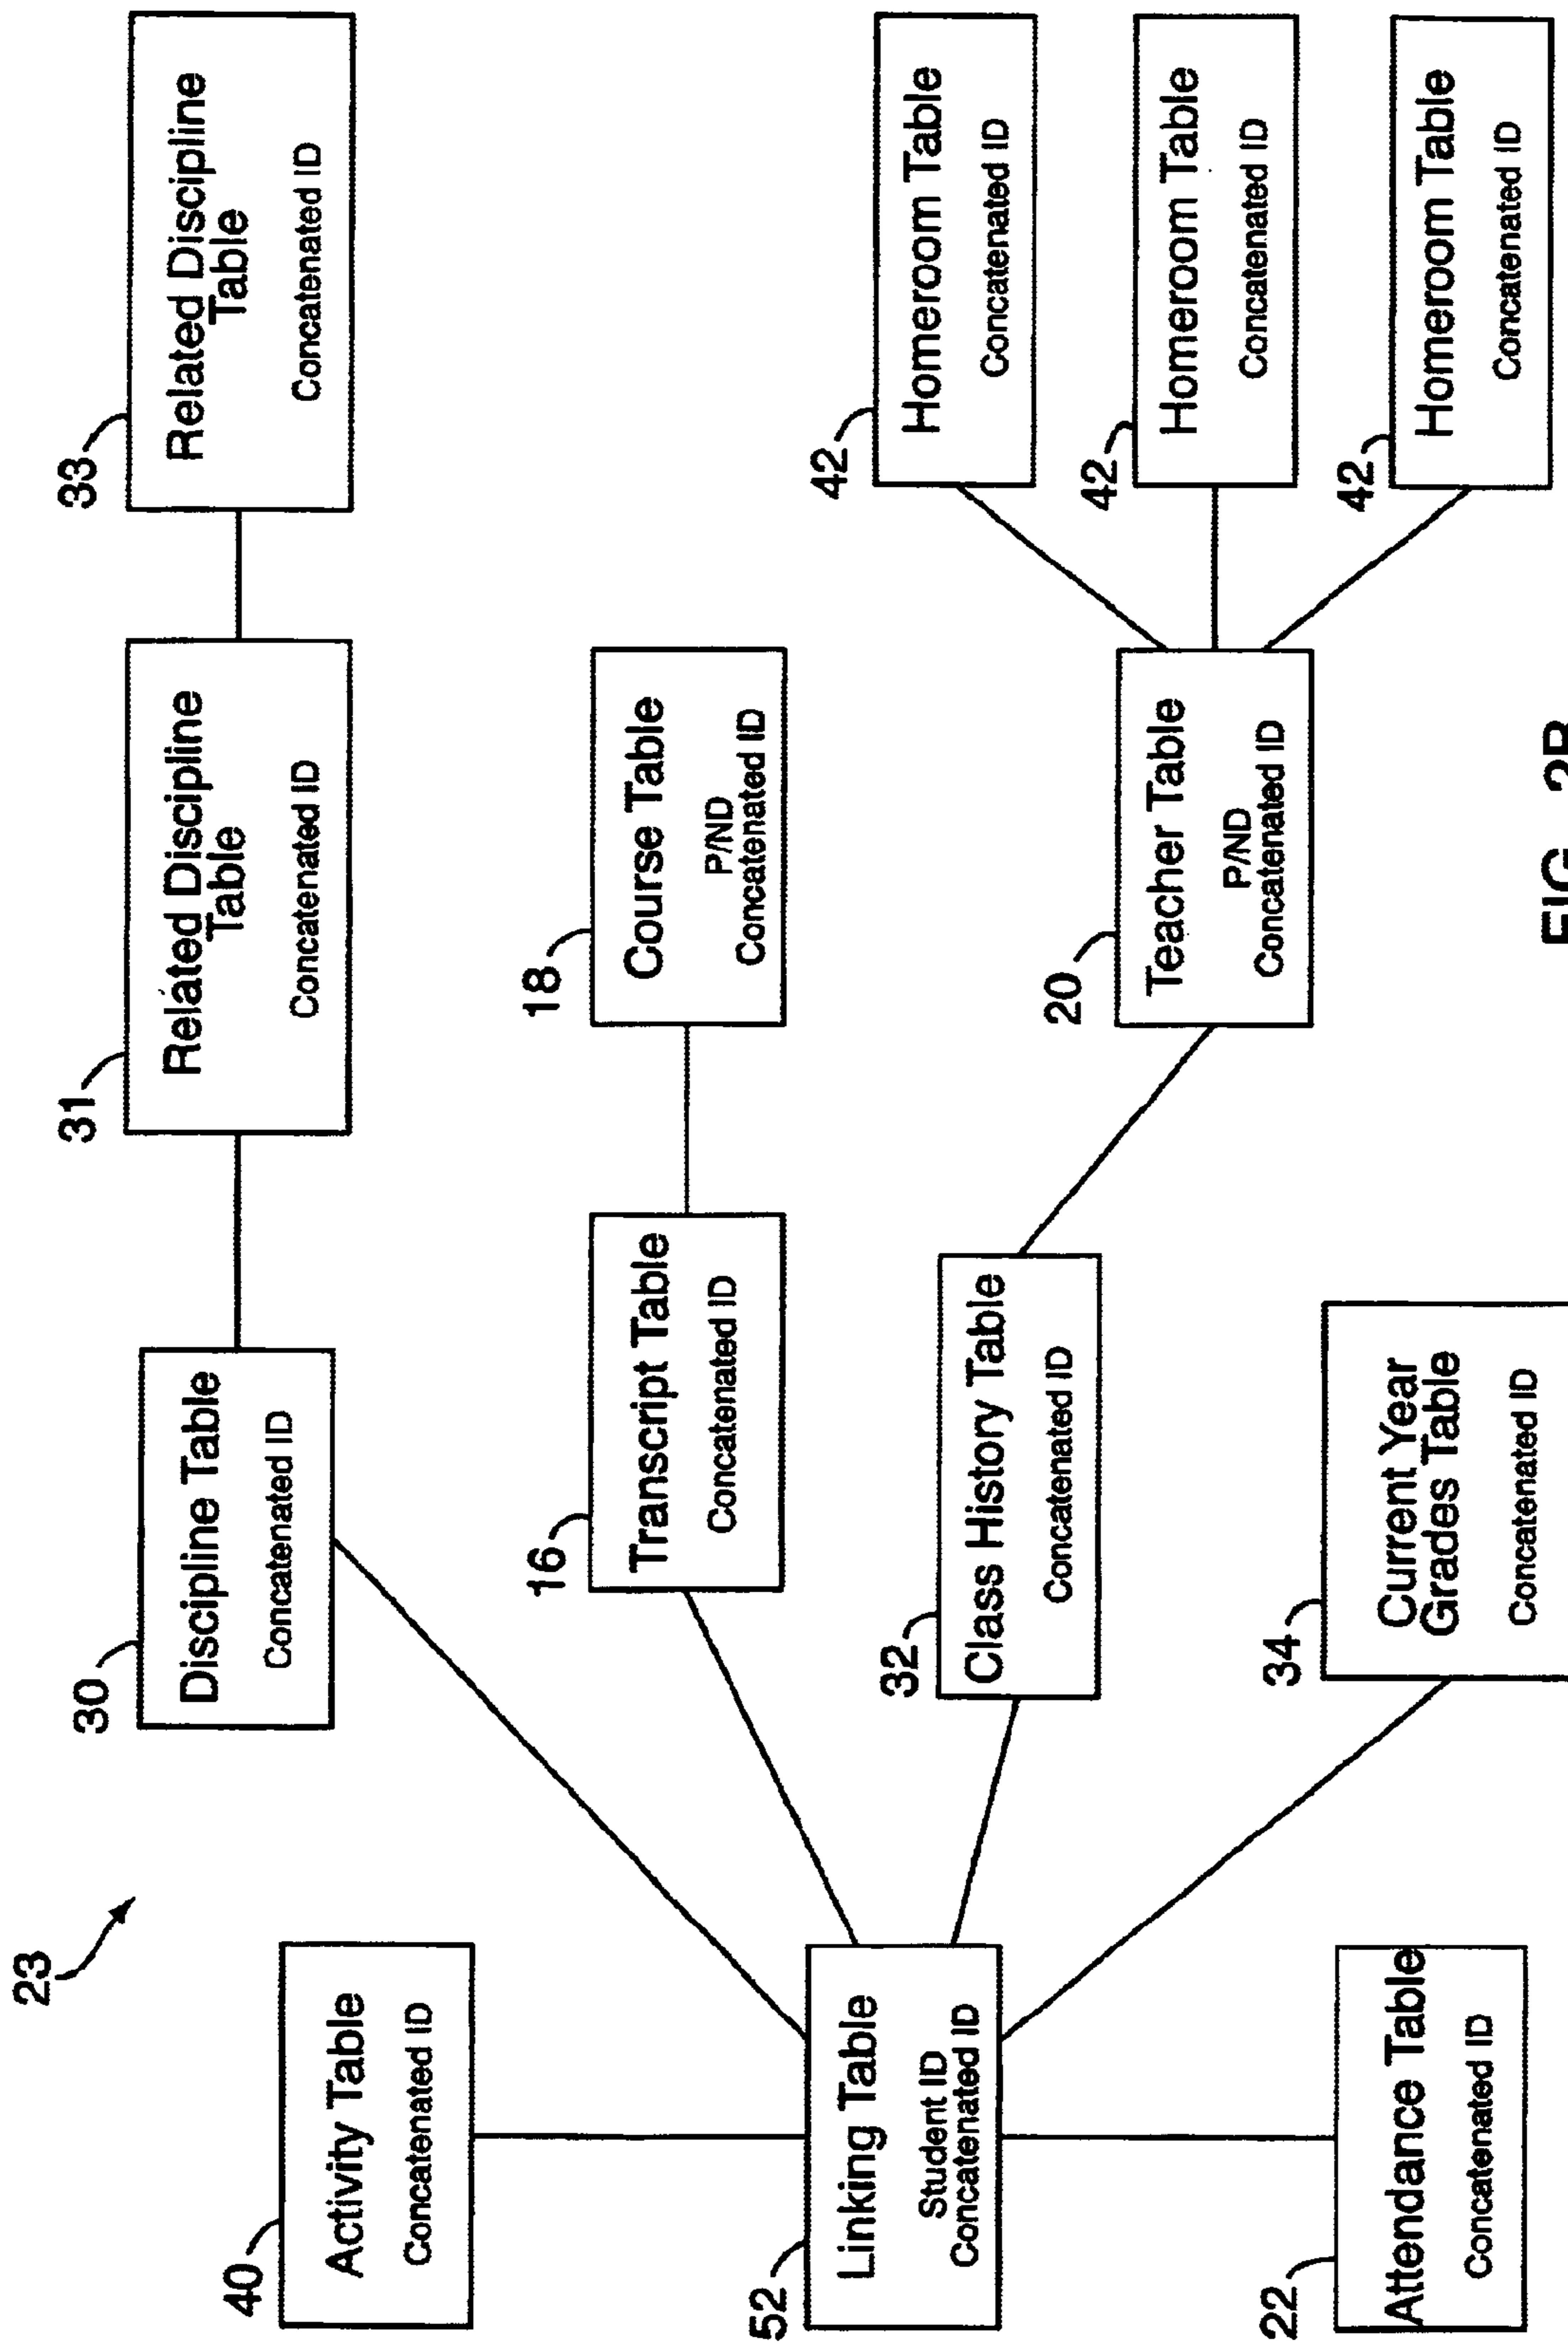 23
40
Activity Table
Concatenated ID
52
Linking Table
Student ID
Concatenated ID
22
Attendance Table
Concatenated ID
30
Discipline Table
Concatenated ID
16
Transcript Table
Concatenated ID
32
Class History Table
Concatenated ID
34
Current Year
Grades Table
Concatenated ID
31
Related Discipline
Table
Concatenated ID
18
Course Table
P/ND
Concatenated ID
20
Teacher Table
P/ND
Concatenated ID
33
Related Discipline
Table
Concatenated ID
42
Homeroom Table
Concatenated ID
42
Homeroom Table
Concatenated ID
42
Homeroom Table
Concatenated ID